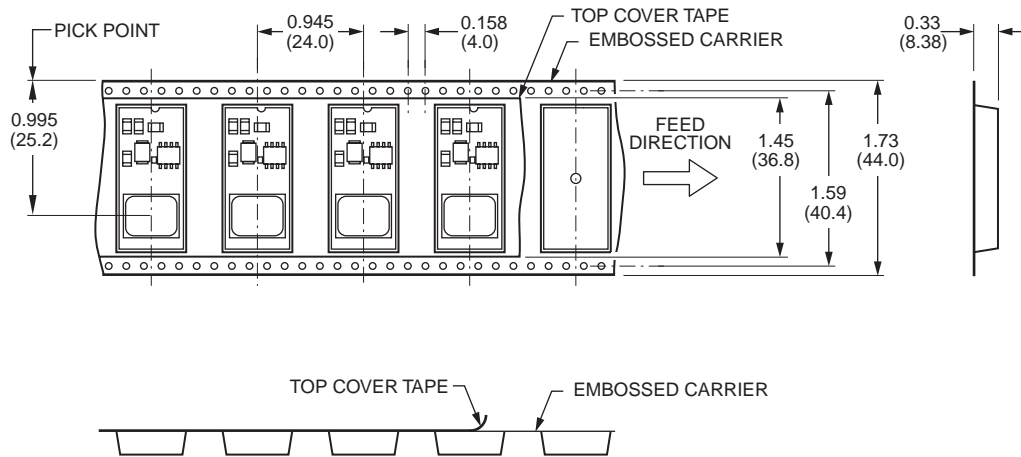 PICK POINT
0.945
(24.0)
0.158
(4.0)
TOP COVER TAPE
EMBOSSED CARRIER
0.33
(8.38)
0.995
(25.2)
FEED
DIRECTION
1.45
(36.8)
1.73
(44.0)
1.59
(40.4)
TOP COVER TAPE
EMBOSSED CARRIER